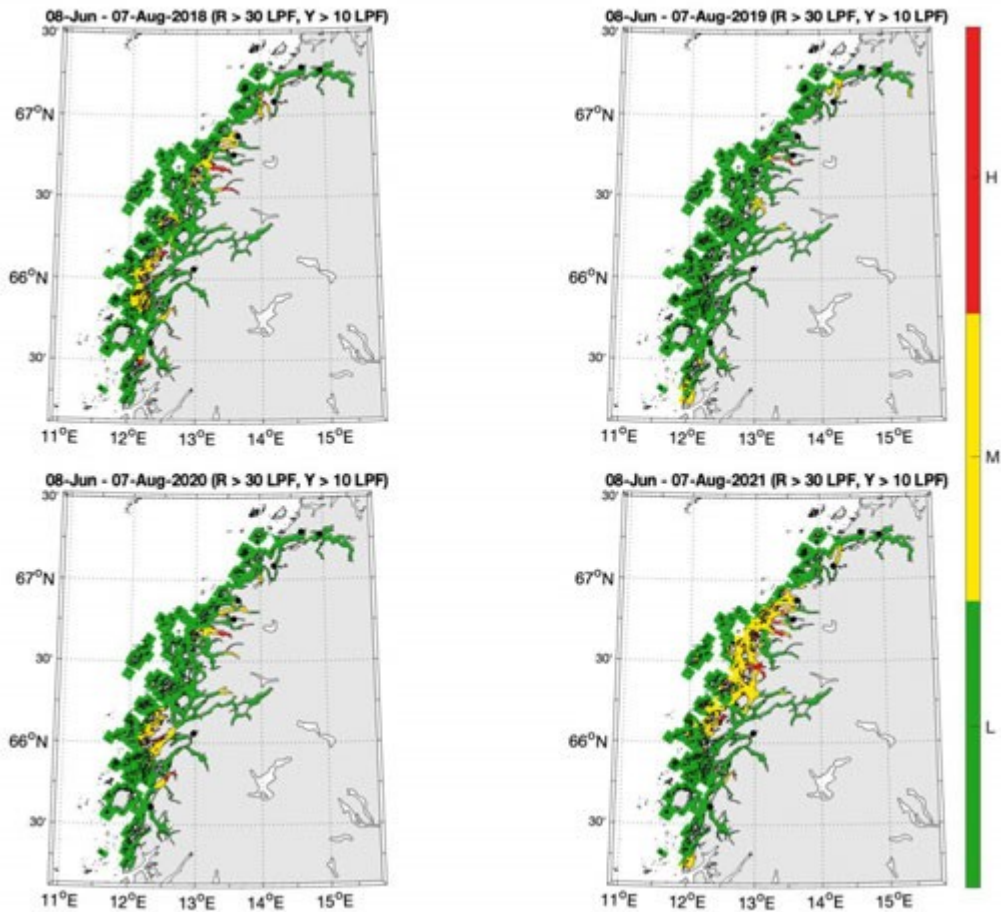 08-Jun - 07-Aug-2018 (R > 30 LPF, Y > 10 LPF)
30'
67°N
30'
66°N
30'
11°E 12°E 13°E 14°E 15°E
08-Jun - 07-Aug-2019 (R > 30 LPF, Y > 10 LPF)
30'
67°N
30'
66°N
30'
11°E 12°E 13°E 14°E 15°E
08-Jun - 07-Aug-2020 (R > 30 LPF, Y > 10 LPF)
30'
67°N
30'
66°N
30'
11°E 12°E 13°E 14°E 15°E
08-Jun - 07-Aug-2021 (R > 30 LPF, Y > 10 LPF)
30'
67°N
30'
66°N
30'
11°E 12°E 13°E 14°E 15°E
H
M
L